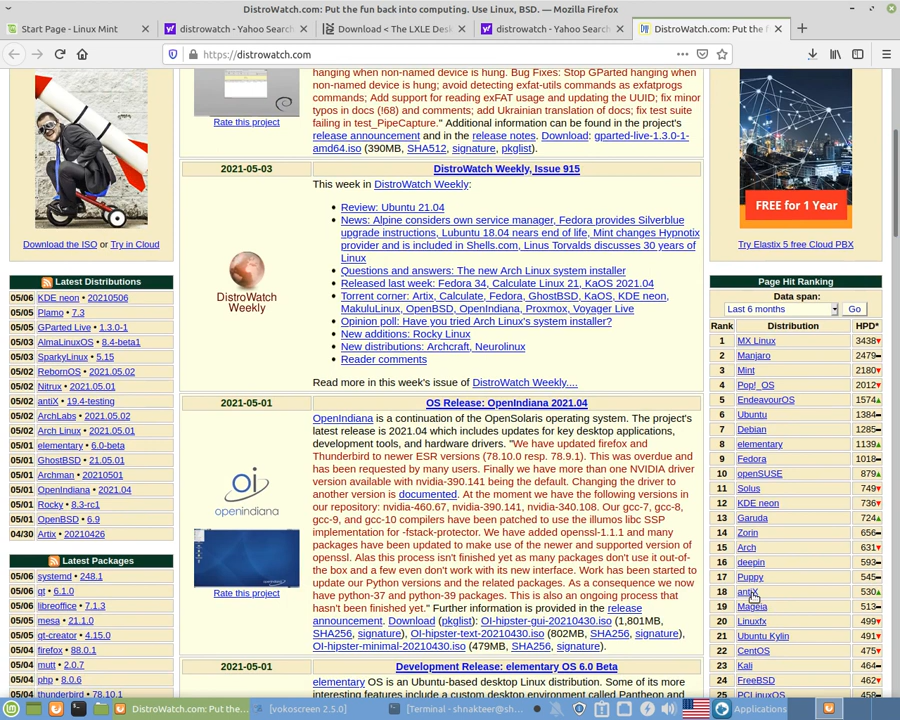 DistroWatch.com: Put the fun back into computing. Use Linux, BSD. — Mozilla Firefox
Start Page - Linux Mint
distrowatch - Yahoo Search
Download < The LXLE Desk
distrowatch - Yahoo Search
DistroWatch.com: Put the f
https://distrowatch.com
Download the ISO or Try in Cloud
Latest Distributions
05/06 KDE neon • 20210506
05/05 Plamo • 7.3
05/05 GParted Live • 1.3.0-1
05/03 AlmaLinuxOS • 8.4-beta1
05/03 SparkyLinux • 5.15
05/02 RebornOS • 2021.05.02
05/02 Nitrux • 2021.05.01
05/02 antiX • 19.4-testing
05/02 ArchLabs • 2021.05.02
05/02 Arch Linux • 2021.05.01
05/01 elementary • 6.0-beta
05/01 GhostBSD • 21.05.01
05/01 Archman • 20210501
05/01 OpenIndiana • 2021.04
05/01 Rocky • 8.3-rc1
05/01 OpenBSD • 6.9
04/30 Artix • 20210426
Latest Packages
05/06 systemd • 248.1
05/06 qt • 6.1.0
05/06 libreoffice • 7.1.3
05/05 mesa • 21.1.0
05/05 qt-creator • 4.15.0
05/04 firefox • 88.0.1
05/04 mutt • 2.0.7
05/04 php • 8.0.6
05/04 thunderbird • 78.10.1
Rate this project
hanging when non-named device is hung. Bug Fixes: Stop GParted hanging
when non-named device is hung; avoid detecting exfat-utils commands as exfatprogs
commands; Add support for reading exFAT usage and updating the UUID; fix minor
typos in docs (!68) and comments; add Ukrainian translation of docs; fix test suite
failing in test_PipeCapture." Additional information can be found in the project's
release announcement and in the release notes. Download: gparted-live-1.3.0-1-
amd64.iso (390MB, SHA512, signature, pkglist).
2021-05-03
DistroWatch Weekly, Issue 915
DistroWatch
Weekly
This week in DistroWatch Weekly:
• Review: Ubuntu 21.04
• News: Alpine considers own service manager, Fedora provides Silverblue
upgrade instructions, Lubuntu 18.04 nears end of life, Mint changes Hypnotix
provider and is included in Shells.com, Linus Torvalds discusses 30 years of
Linux
• Questions and answers: The new Arch Linux system installer
• Released last week: Fedora 34, Calculate Linux 21, KaOS 2021.04
• Torrent corner: Artix, Calculate, Fedora, GhostBSD, KaOS, KDE neon,
MakuluLinux, OpenBSD, OpenIndiana, Proxmox, Voyager Live
• Opinion poll: Have you tried Arch Linux's system installer?
• New additions: Rocky Linux
• New distributions: Archcraft, Neurolinux
• Reader comments
Read more in this week's issue of DistroWatch Weekly....
2021-05-01
OS Release: OpenIndiana 2021.04
oi
openindiana
Rate this project
OpenIndiana is a continuation of the OpenSolaris operating system. The project's
latest release is 2021.04 which includes updates for key desktop applications,
development tools, and hardware drivers. "We have updated firefox and
Thunderbird to newer ESR versions (78.10.0 resp. 78.9.1). This was overdue and
has been requested by many users. Finally we have more than one NVIDIA driver
version available with nvidia-390.141 being the default. Changing the driver to
another version is documented. At the moment we have the following versions in
our repository: nvidia-460.67, nvidia-390.141, nvidia-340.108. Our gcc-7, gcc-8,
gcc-9, and gcc-10 compilers have been patched to use the illumos libc SSP
implementation for -fstack-protector. We have added openssl-1.1.1 and many
packages have been updated to make use of the newer and supported version of
openssl. Alas this process isn't finished yet as many packages don't use it out-of-
the box and a few even don't work with its new interface. Work has been started to
update our Python versions and the related packages. As a consequence we now
have python-37 and python-39 packages. This is also an ongoing process that
hasn't been finished yet." Further information is provided in the release
announcement. Download (pkglist): OI-hipster-gui-20210430.iso (1,801MB,
SHA256, signature), OI-hipster-text-20210430.iso (802MB, SHA256, signature),
OI-hipster-minimal-20210430.iso (479MB, SHA256, signature).
2021-05-01
Development Release: elementary OS 6.0 Beta
elementary OS is an Ubuntu-based desktop Linux distribution. Some of its more
interesting features include a custom desktop environment called Pantheon and
FREE for 1 Year
Try Elastix 5 free Cloud PBX
Page Hit Ranking
Data span:
Last 6 months Go
Rank Distribution HPD*
1 MX Linux 3438
2 Manjaro 2479
3 Mint 2180
4 Pop!_OS 2012
5 EndeavourOS 1574
6 Ubuntu 1384
7 Debian 1285
8 elementary 1139
9 Fedora 1018
10 openSUSE 879
11 Solus 749
12 KDE neon 736
13 Garuda 724
14 Zorin 656
15 Arch 631
16 deepin 593
17 Puppy 545
18 antiX 530
19 Mageia 513
20 Linuxfx 499
21 Ubuntu Kylin 491
22 CentOS 475
23 Kali 464
24 FreeBSD 462
25 PCLinuxOS 458
DistroWatch.com: Put the...
[vokoscreen 2.5.0]
[Terminal - shnakteer@sh...
Applications